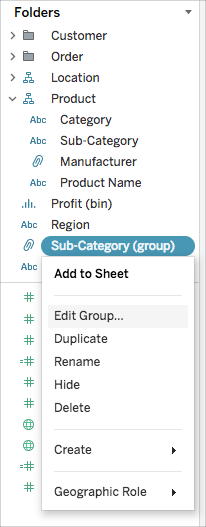 Folders
Customer
Order
Location
Product
Abc Category
Abc Sub-Category
Manufacturer
Abc Product Name
Profit (bin)
Abc Region
Sub-Category (group)
Abc
Add to Sheet
Edit Group...
Duplicate
Rename
Hide
Delete
Create
Geographic Role